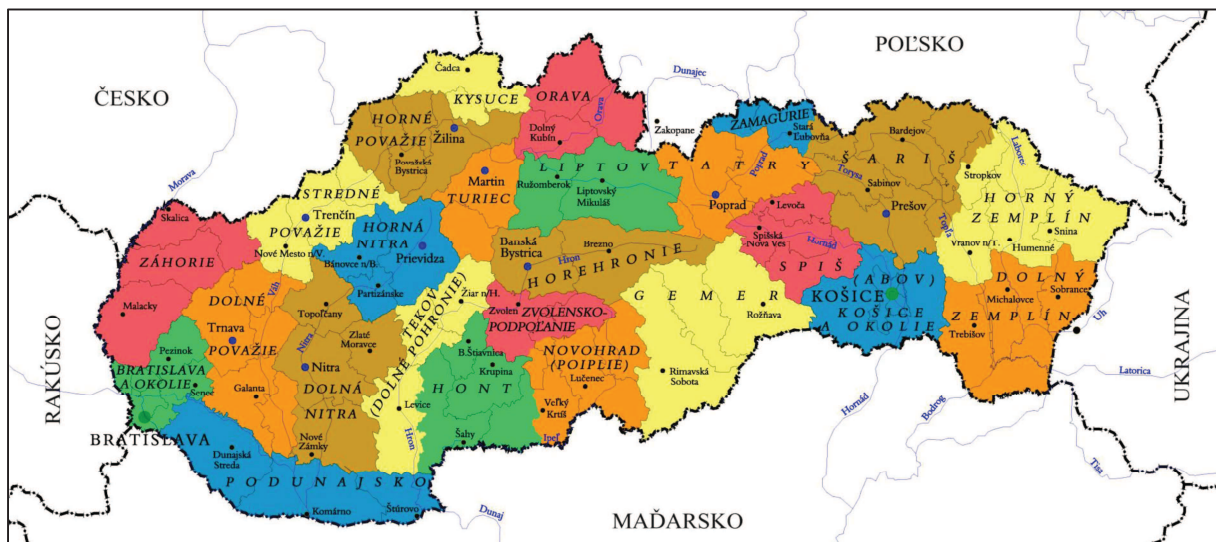 POĽSKO
ČESKO
Dunajec
Čadca
KYSUCE
ORAVA
Orava
Dolný
Kubín
Zakopane
HORNÉ
POVAŽIE
Žilina
Považská
Bystrica
ZAMAGURIE
Stará
Ľubovňa
Bardejov
Laborec
ŠARIŠ
Stropkov
Morava
STREDNÉ
POVAŽIE
Trenčín
Nové Mesto n/V.
Martin
TURIEC
LIPTOV
Ružomberok
Liptovský
Mikuláš
TATRY
Poprad
Poprad
Torysa
Sabinov
Prešov
Topľa
HORNÝ
ZEMPLÍN
Snina
Humenné
Vranov n/T.
Skalica
ZÁHORIE
Malacky
HORNÁ
NITRA
Bánovce n/B.
Prievidza
Partizánske
Levoča
Spišská
Nová Ves
Hornád
SPIŠ
Banská
Bystrica
Brezno
Hron
HOREHRONIE
DOLNÉ
POVAŽIE
Váh
Trnava
Galanta
Topoľčany
Zlaté
Moravce
Nitra
Nitra
DOLNÁ
NITRA
Nové
Zámky
TEKOV
(DOLNÉ POHRONIE)
Žiar n/H.
Levice
Hron
Zvolen
ZVOLENSKO-
PODPOĽANIE
GEMER
Rožňava
Rimavská
Sobota
(ABOV)
KOŠICE
KOŠICE
A OKOLIE
DOLNÝ
ZEMPLÍN
Michalovce
Sobrance
Trebišov
Uh
UKRAJINA
RAKÚSKO
Pezinok
BRATISLAVA
A OKOLIE
Senec
BRATISLAVA
B.Štiavnica
Krupina
HONT
Šahy
NOVOHRAD
(POIPLIE)
Lučenec
Veľký
Krtíš
Ipeľ
Latorica
Hornád
Bodrog
Tisa
Dunajská
Streda
PODUNAJSKO
Komárno
Štúrovo
Dunaj
MAĎARSKO